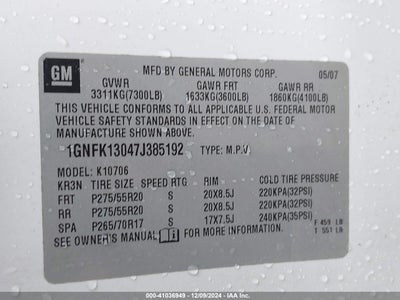 GM
MFD BY GENERAL MOTORS CORP. 05/07
GVWR GAWR FRT GAWR RR
3311KG(7300LB) 1633KG(3600LB) 1860KG(4100LB)
THIS VEHICLE CONFORMS TO ALL APPLICABLE U.S. FEDERAL MOTOR
VEHICLE SAFETY STANDARDS IN EFFECT ON THE DATE OF
MANUFACTURE SHOWN ABOVE.
1GNFK13047J385192 TYPE: M.P.V.
MODEL: K10706
KR3N. TIRE SIZE SPEED RTG RIM COLD TIRE PRESSURE
FRT P275/55R20 S 20X8.5J 220KPA(32PSI)
RR P275/55R20 S 20X8.5J 220KPA(32PSI)
SPA P265/70R17 S 17X7.5J 240KPA(35PSI)
SEE OWNER'S MANUAL FOR MORE INFORMATION.
F 459 LB
T 551 LB
000-41036949 - 12/09/2024 - IAA, Inc.